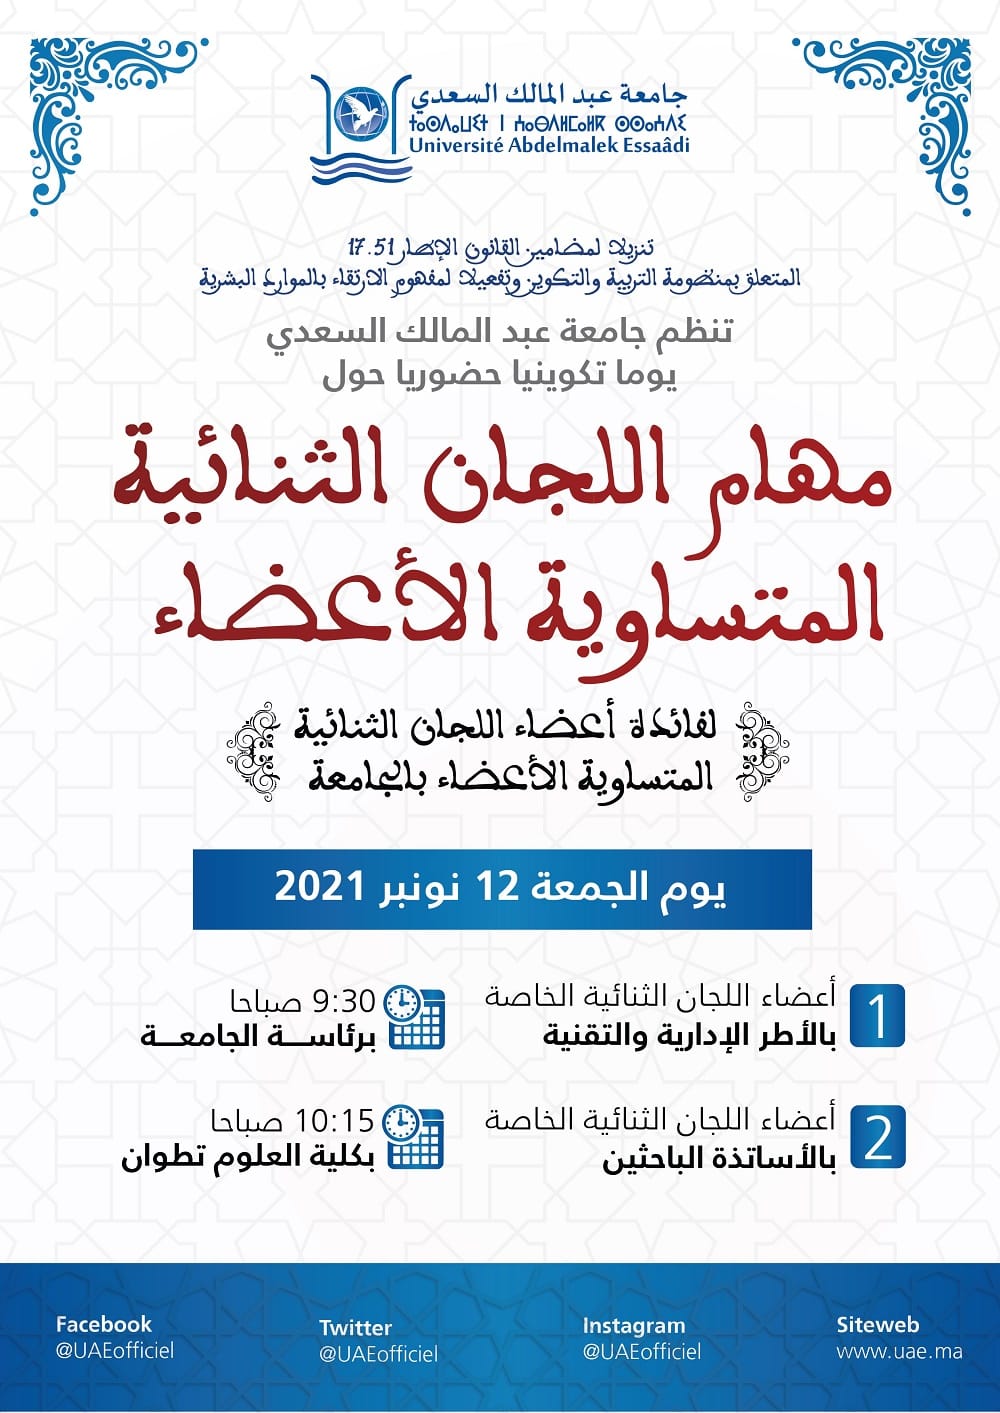 جامعة عبد المالك السعدي
ⵜⴰⵙⴷⴰⵡⵉⵜ ⵏ ⵄⴰⴱⴷⵍⵎⴰⵍⴽ ⵙⵙⴰⵄⴷⵉ
Université Abdelmalek Essaâdi
تنزيلا لمضامين القانون الإطار 17.51
المتعلق بمنظومة التربية والتكوين وتفعيلا لمفهوم الارتقاء بالموارد البشرية
تنظم جامعة عبد المالك السعدي
يوما تكوينيا حضوريا حول
مهام اللجان الثنائية
المتساوية الأعضاء
لفائدة أعضاء اللجان الثنائية
المتساوية الأعضاء بالجامعة
يوم الجمعة 12 نونبر 2021
1
أعضاء اللجان الثنائية الخاصة
بالأطر الإدارية والتقنية
9:30 صباحا
برئاســة الجامعــة
2
أعضاء اللجان الثنائية الخاصة
بالأساتذة الباحثين
10:15 صباحا
بكلية العلوم تطوان
Facebook
@UAEofficiel
Twitter
@UAEofficiel
Instagram
@UAEofficiel
Siteweb
www.uae.ma